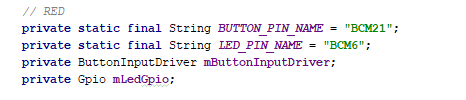 // RED
private static final String BUTTON_PIN_NAME = "BCM21";
private static final String LED_PIN_NAME = "BCM6";
private ButtonInputDriver mButtonInputDriver;
private Gpio mLedGpio;